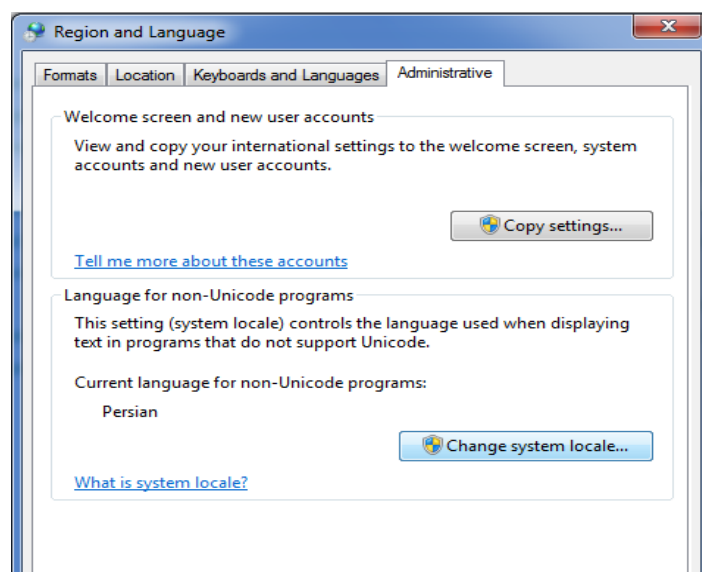 Region and Language
Formats
Location
Keyboards and Languages
Administrative
Welcome screen and new user accounts
View and copy your international settings to the welcome screen, system
accounts and new user accounts.
Copy settings...
Tell me more about these accounts
Language for non-Unicode programs
This setting (system locale) controls the language used when displaying
text in programs that do not support Unicode.
Current language for non-Unicode programs:
Persian
Change system locale...
What is system locale?